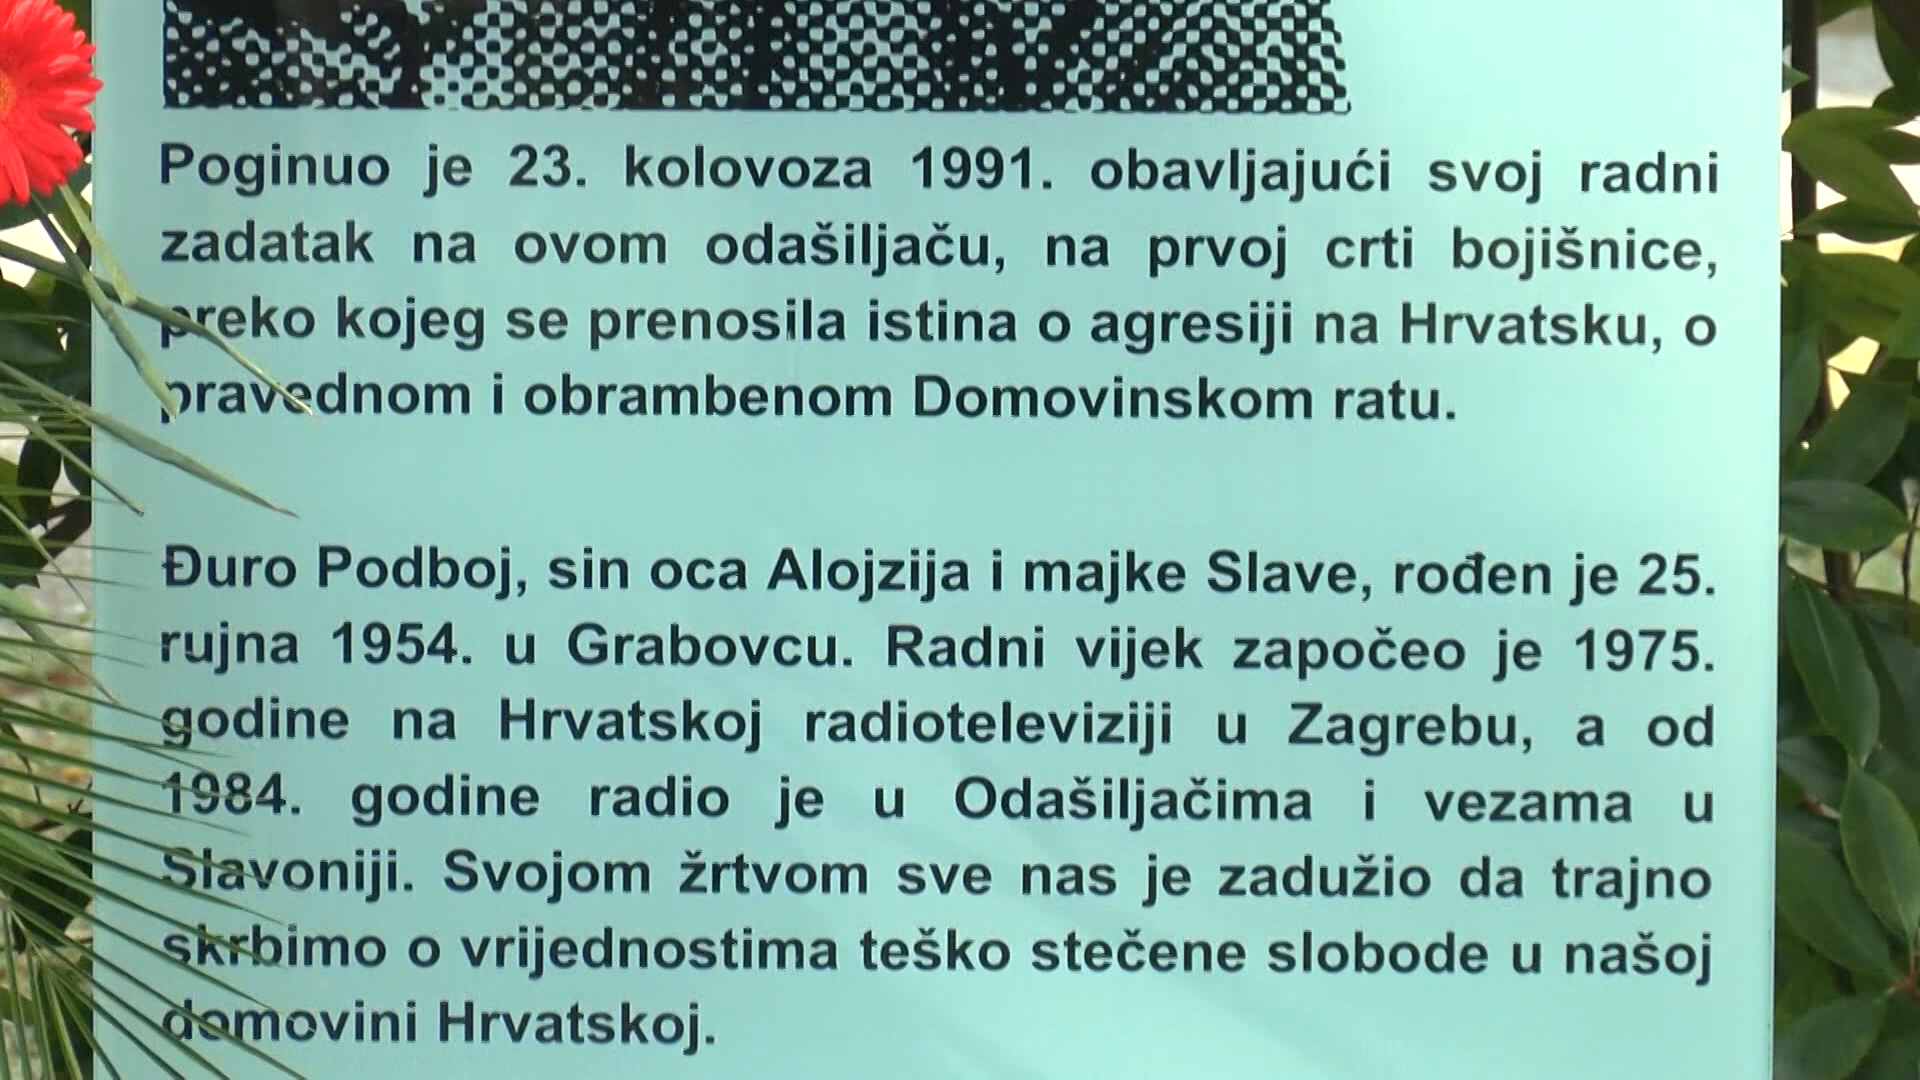 Poginuo je 23. kolovoza 1991. obavljajući svoj radni
zadatak na ovom odašiljaču, na prvoj crti bojišnice,
preko kojeg se prenosila istina o agresiji na Hrvatsku, o
pravednom i obrambenom Domovinskom ratu.
Đuro Podboj, sin oca Alojzija i majke Slave, rođen je 25.
rujna 1954. u Grabovcu. Radni vijek započeo je 1975.
godine na Hrvatskoj radioteleviziji u Zagrebu, a od
1984. godine radio je u Odašiljačima i vezama u
Slavoniji. Svojom žrtvom sve nas je zadužio da trajno
skrbimo o vrijednostima teško stečene slobode u našoj
domovini Hrvatskoj.